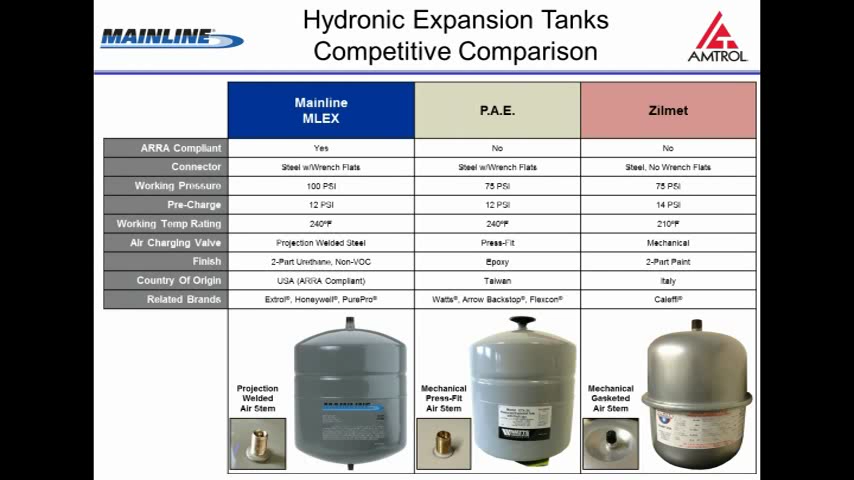 MAINLINE®
Hydronic Expansion Tanks
Competitive Comparison
AMTROL
Mainline
MLEX
P.A.E.
Zilmet
ARRA Compliant Yes No No
Connector Steel w/Wrench Flats Steel w/Wrench Flats Steel, No Wrench Flats
Working Pressure 100 PSI 75 PSI 75 PSI
Pre-Charge 12 PSI 12 PSI 14 PSI
Working Temp Rating 240ºF 240ºF 210ºF
Air Charging Valve Projection Welded Steel Press-Fit Mechanical
Finish 2-Part Urethane, Non-VOC Epoxy 2-Part Paint
Country Of Origin USA (ARRA Compliant) Taiwan Italy
Related Brands Extrol®, Honeywell®, PurePro® Watts®, Arrow Backstop®, Flexcon® Caleffi®
Projection
Welded
Air Stem
MAINLINE
Mechanical
Press-Fit
Air Stem
WATTS
Mechanical
Gasketed
Air Stem